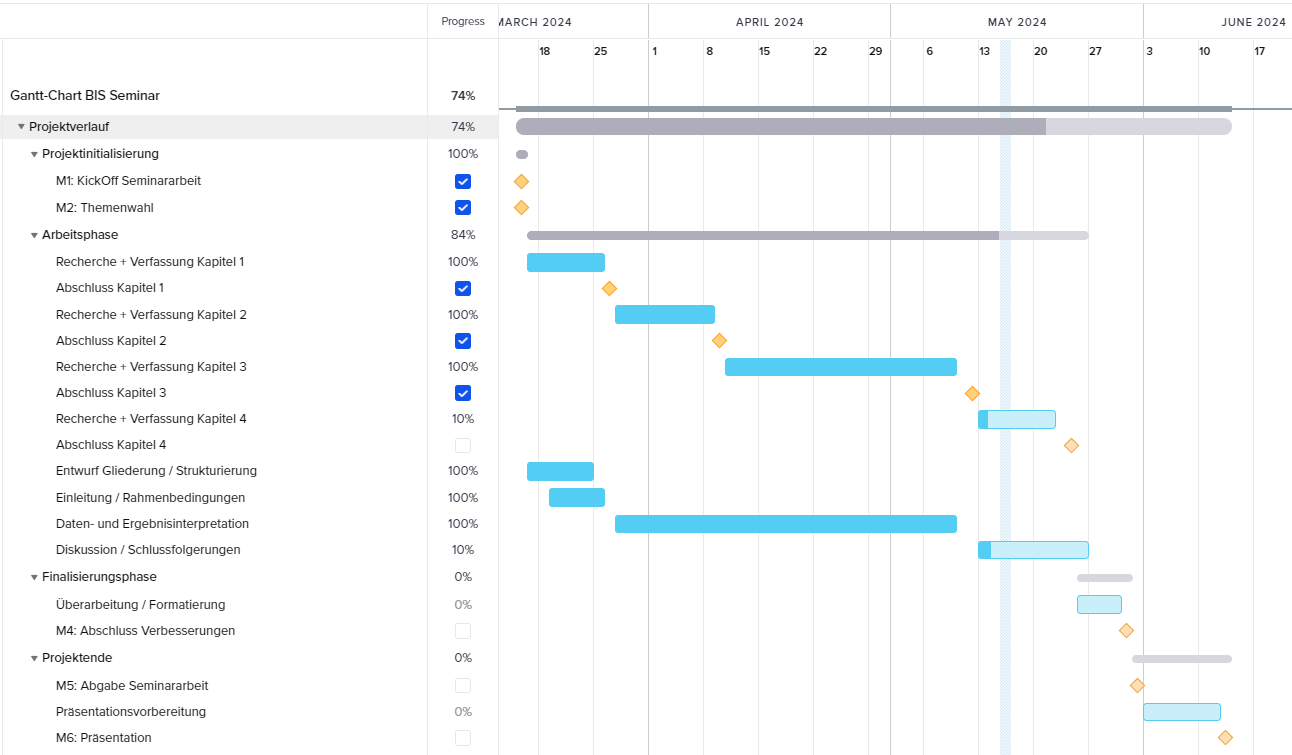 Progress MARCH 2024 APRIL 2024 MAY 2024 JUNE 2024
18 25 1 8 15 22 29 6 13 20 27 3 10 17
Gantt-Chart BIS Seminar 74%
Projektverlauf 74%
Projektinitialisierung 100%
M1: KickOff Seminararbeit
M2: Themenwahl
Arbeitsphase 84%
Recherche + Verfassung Kapitel 1 100%
Abschluss Kapitel 1
Recherche + Verfassung Kapitel 2 100%
Abschluss Kapitel 2
Recherche + Verfassung Kapitel 3 100%
Abschluss Kapitel 3
Recherche + Verfassung Kapitel 4 10%
Abschluss Kapitel 4
Entwurf Gliederung / Strukturierung 100%
Einleitung / Rahmenbedingungen 100%
Daten- und Ergebnisinterpretation 100%
Diskussion / Schlussfolgerungen 10%
Finalisierungsphase 0%
Überarbeitung / Formatierung 0%
M4: Abschluss Verbesserungen
Projektende 0%
M5: Abgabe Seminararbeit
Präsentationsvorbereitung 0%
M6: Präsentation